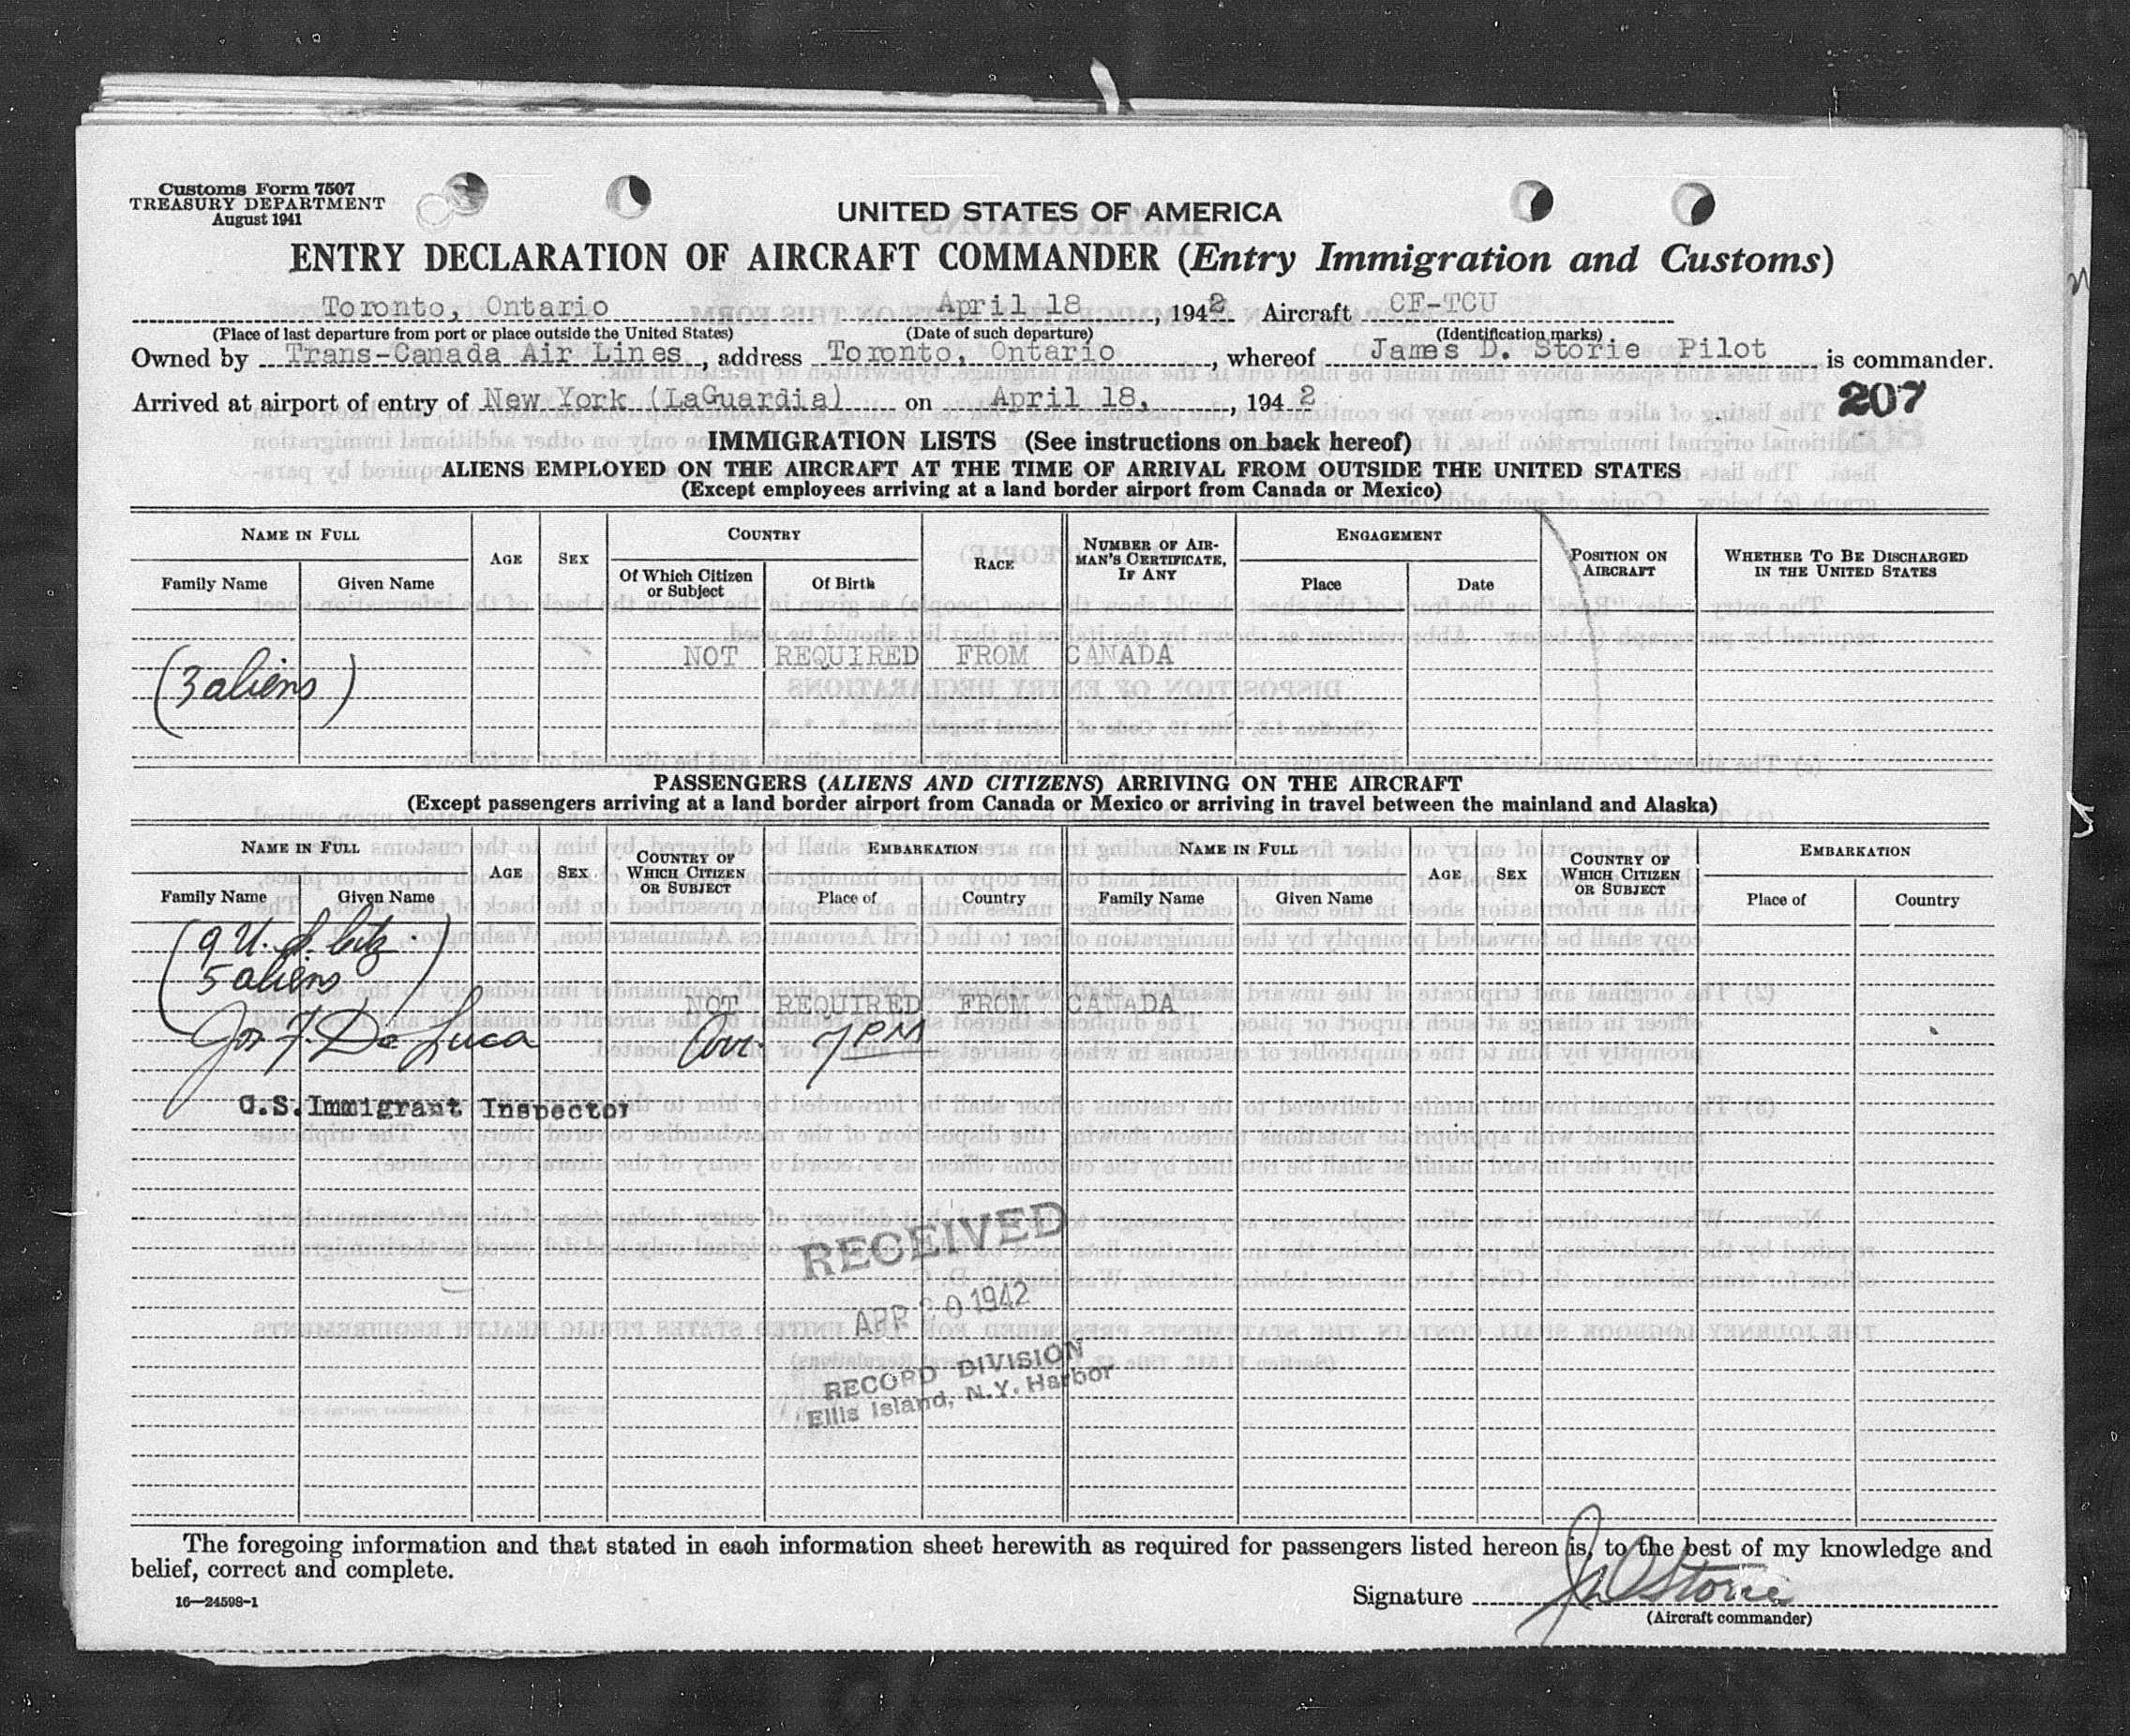 Customs Form 7507
TREASURY DEPARTMENT
August 1941
UNITED STATES OF AMERICA
ENTRY DECLARATION OF AIRCRAFT COMMANDER (Entry Immigration and Customs)
Toronto, Ontario April 18, 1942 Aircraft CF-TCU
(Place of last departure from port or place outside the United States) (Date of such departure) (Identification marks)
Owned by Trans-Canada Air Lines, address Toronto, Ontario, whereof James D. Storie Pilot is commander.
Arrived at airport of entry of New York (LaGuardia) on April 18, , 1942 207
IMMIGRATION LISTS (See instructions on back hereof)
ALIENS EMPLOYED ON THE AIRCRAFT AT THE TIME OF ARRIVAL FROM OUTSIDE THE UNITED STATES
(Except employees arriving at a land border airport from Canada or Mexico)
NAME IN FULL
Family Name Given Name
AGE
SEX
COUNTRY
Of Which Citizen or Subject
Of Birth
RACE
NUMBER OF AIRMAN'S CERTIFICATE, IF ANY
ENGAGEMENT
Place Date
POSITION ON AIRCRAFT
WHETHER TO BE DISCHARGED IN THE UNITED STATES
NOT REQUIRED FROM CANADA
(3 aliens)
PASSENGERS (ALIENS AND CITIZENS) ARRIVING ON THE AIRCRAFT
(Except passengers arriving at a land border airport from Canada or Mexico or arriving in travel between the mainland and Alaska)
NAME IN FULL
Family Name Given Name
AGE
SEX
COUNTRY OF WHICH CITIZEN OR SUBJECT
EMBARKATION
Place of Country
NAME IN FULL
Family Name Given Name
AGE
SEX
COUNTRY OF WHICH CITIZEN OR SUBJECT
EMBARKATION
Place of Country
(9 U.S. citz.
5 aliens)
NOT REQUIRED FROM CANADA
Jos F. De Luca Arr. 7PM
U.S. Immigrant Inspector
RECEIVED
APR 20 1942
RECORD DIVISION
Ellis Island, N.Y. Harbor
The foregoing information and that stated in each information sheet herewith as required for passengers listed hereon is, to the best of my knowledge and
belief, correct and complete.
Signature JD Storie
16—24598-1 (Aircraft commander)